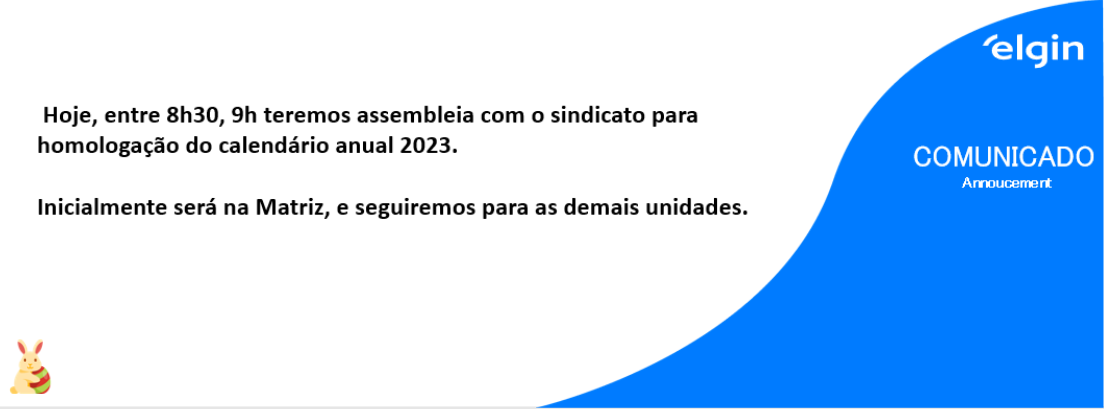 elgin
Hoje, entre 8h30, 9h teremos assembleia com o sindicato para
homologação do calendário anual 2023.
Inicialmente será na Matriz, e seguiremos para as demais unidades.
COMUNICADO
Annoucement